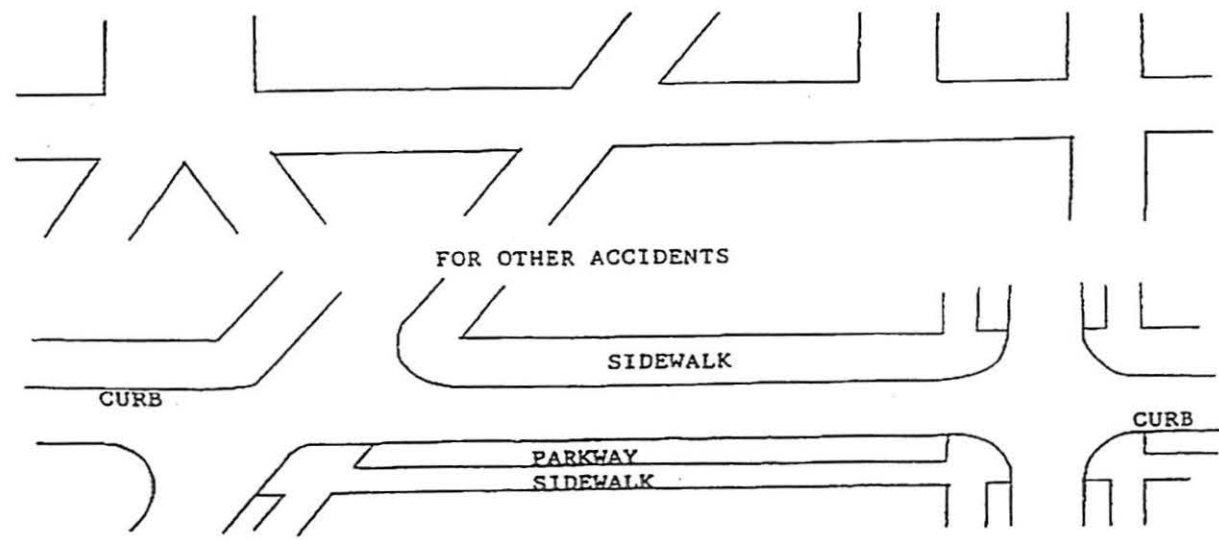 FOR OTHER ACCIDENTS
SIDEWALK
CURB
CURB
PARKWAY
SIDEWALK